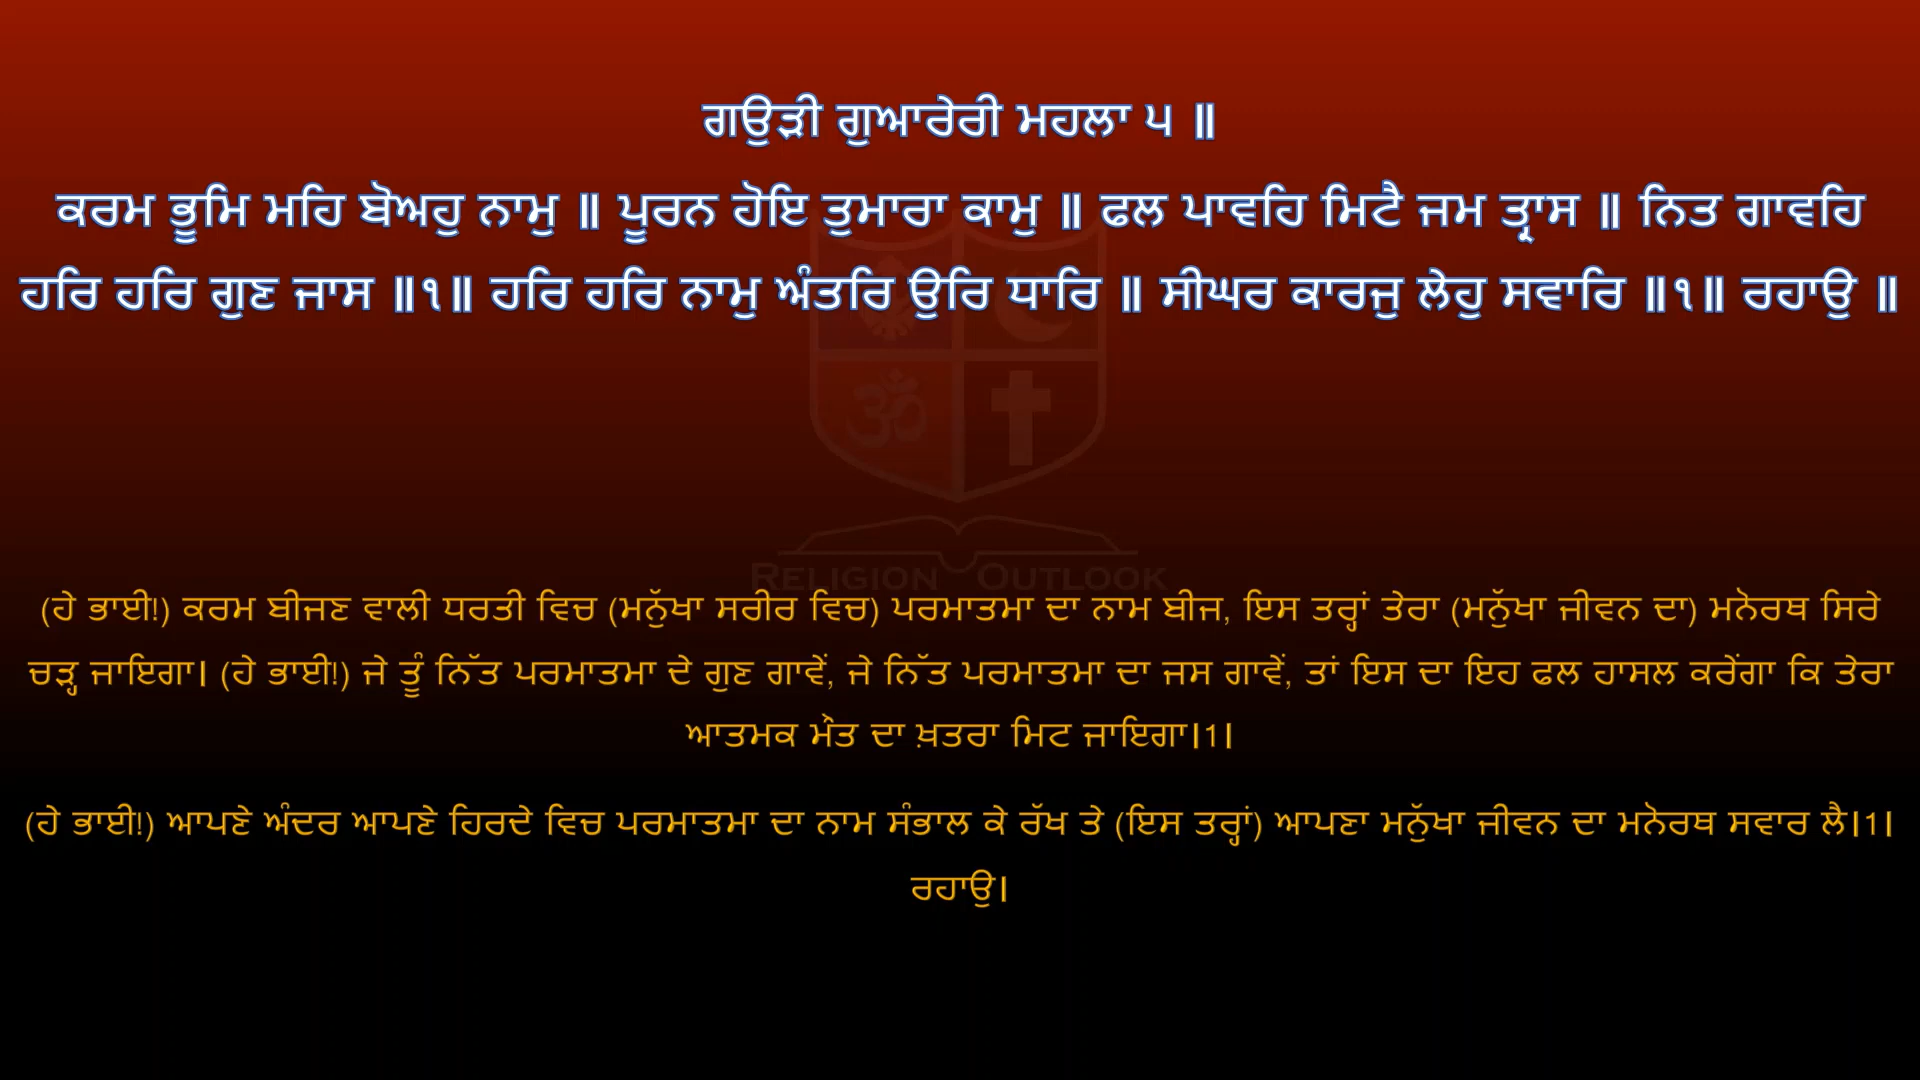 ਗਉੜੀ ਗੁਆਰੇਰੀ ਮਹਲਾ ੫ ॥
ਕਰਮ ਭੂਮਿ ਮਹਿ ਬੋਅਹੁ ਨਾਮੁ ॥ ਪੂਰਨ ਹੋਇ ਤੁਮਾਰਾ ਕਾਮੁ ॥ ਫਲ ਪਾਵਹਿ ਮਿਟੈ ਜਮ ਤ੍ਰਾਸ ॥ ਨਿਤ ਗਾਵਹਿ
ਹਰਿ ਹਰਿ ਗੁਣ ਜਾਸ ॥੧॥ ਹਰਿ ਹਰਿ ਨਾਮੁ ਅੰਤਰਿ ਉਰਿ ਧਾਰਿ ॥ ਸੀਘਰ ਕਾਰਜੁ ਲੇਹੁ ਸਵਾਰਿ ॥੧॥ ਰਹਾਉ ॥
RELIGION OUTLOOK
(ਹੇ ਭਾਈ!) ਕਰਮ ਬੀਜਣ ਵਾਲੀ ਧਰਤੀ ਵਿਚ (ਮਨੁੱਖਾ ਸਰੀਰ ਵਿਚ) ਪਰਮਾਤਮਾ ਦਾ ਨਾਮ ਬੀਜ, ਇਸ ਤਰ੍ਹਾਂ ਤੇਰਾ (ਮਨੁੱਖਾ ਜੀਵਨ ਦਾ) ਮਨੋਰਥ ਸਿਰੇ
ਚੜ੍ਹ ਜਾਇਗਾ। (ਹੇ ਭਾਈ!) ਜੇ ਤੂੰ ਨਿੱਤ ਪਰਮਾਤਮਾ ਦੇ ਗੁਣ ਗਾਵੇਂ, ਜੇ ਨਿੱਤ ਪਰਮਾਤਮਾ ਦਾ ਜਸ ਗਾਵੇਂ, ਤਾਂ ਇਸ ਦਾ ਇਹ ਫਲ ਹਾਸਲ ਕਰੇਂਗਾ ਕਿ ਤੇਰਾ
ਆਤਮਕ ਮੌਤ ਦਾ ਖ਼ਤਰਾ ਮਿਟ ਜਾਇਗਾ।1।
(ਹੇ ਭਾਈ!) ਆਪਣੇ ਅੰਦਰ ਆਪਣੇ ਹਿਰਦੇ ਵਿਚ ਪਰਮਾਤਮਾ ਦਾ ਨਾਮ ਸੰਭਾਲ ਕੇ ਰੱਖ ਤੇ (ਇਸ ਤਰ੍ਹਾਂ) ਆਪਣਾ ਮਨੁੱਖਾ ਜੀਵਨ ਦਾ ਮਨੋਰਥ ਸਵਾਰ ਲੈ।1।
ਰਹਾਉ।